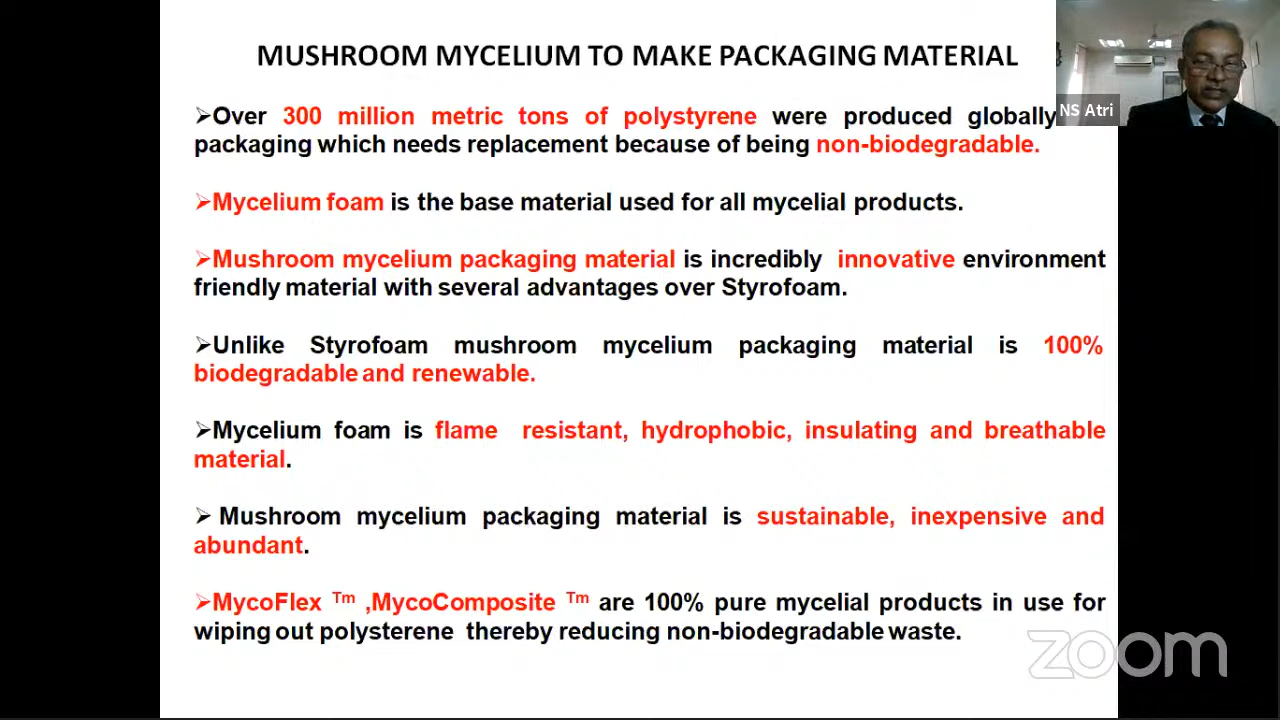 MUSHROOM MYCELIUM TO MAKE PACKAGING MATERIAL
➢Over 300 million metric tons of polystyrene were produced globally
packaging which needs replacement because of being non-biodegradable.
➢Mycelium foam is the base material used for all mycelial products.
➢Mushroom mycelium packaging material is incredibly innovative environment
friendly material with several advantages over Styrofoam.
➢Unlike Styrofoam mushroom mycelium packaging material is 100%
biodegradable and renewable.
➢Mycelium foam is flame resistant, hydrophobic, insulating and breathable
material.
➢ Mushroom mycelium packaging material is sustainable, inexpensive and
abundant.
➢MycoFlex Tm ,MycoComposite Tm are 100% pure mycelial products in use for
wiping out polysterene thereby reducing non-biodegradable waste.
NS Atri
zoom